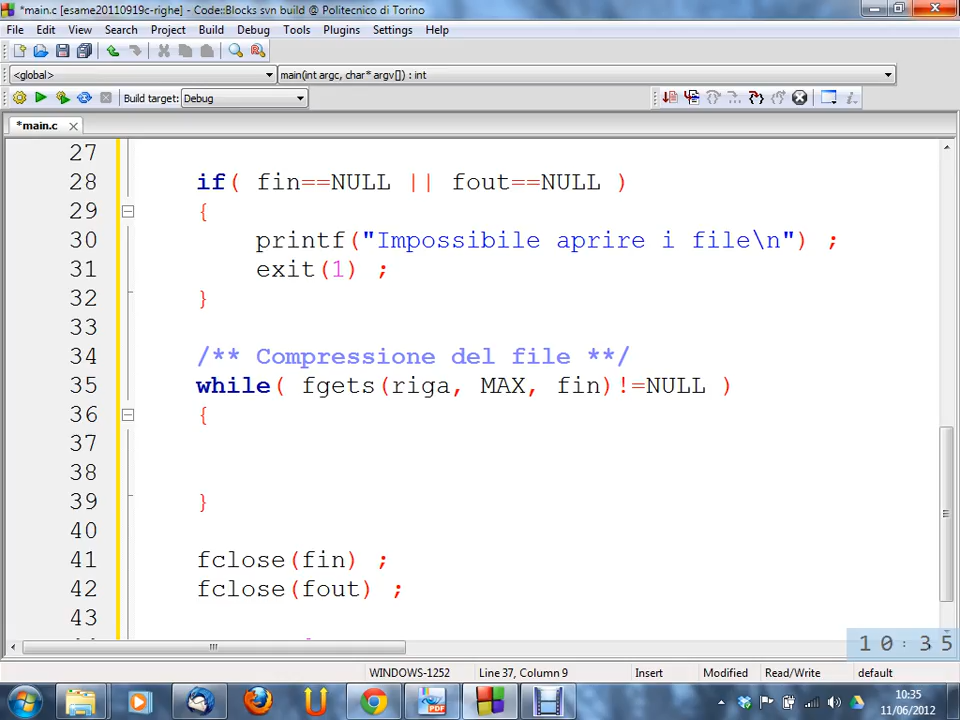 *main.c [esame20110919c-righe] - Code::Blocks svn build @ Politecnico di Torino
File Edit View Search Project Build Debug Tools Plugins Settings Help
<global> main(int argc, char* argv[]) : int
Build target: Debug
*main.c
27
28 if( fin==NULL || fout==NULL )
29 {
30 printf("Impossibile aprire i file\n") ;
31 exit(1) ;
32 }
33
34 /** Compressione del file **/
35 while( fgets(riga, MAX, fin)!=NULL )
36 {
37
38
39 }
40
41 fclose(fin) ;
42 fclose(fout) ;
43
10:35
WINDOWS-1252 Line 37, Column 9 Insert Modified Read/Write default
PDF
10:35
11/06/2012